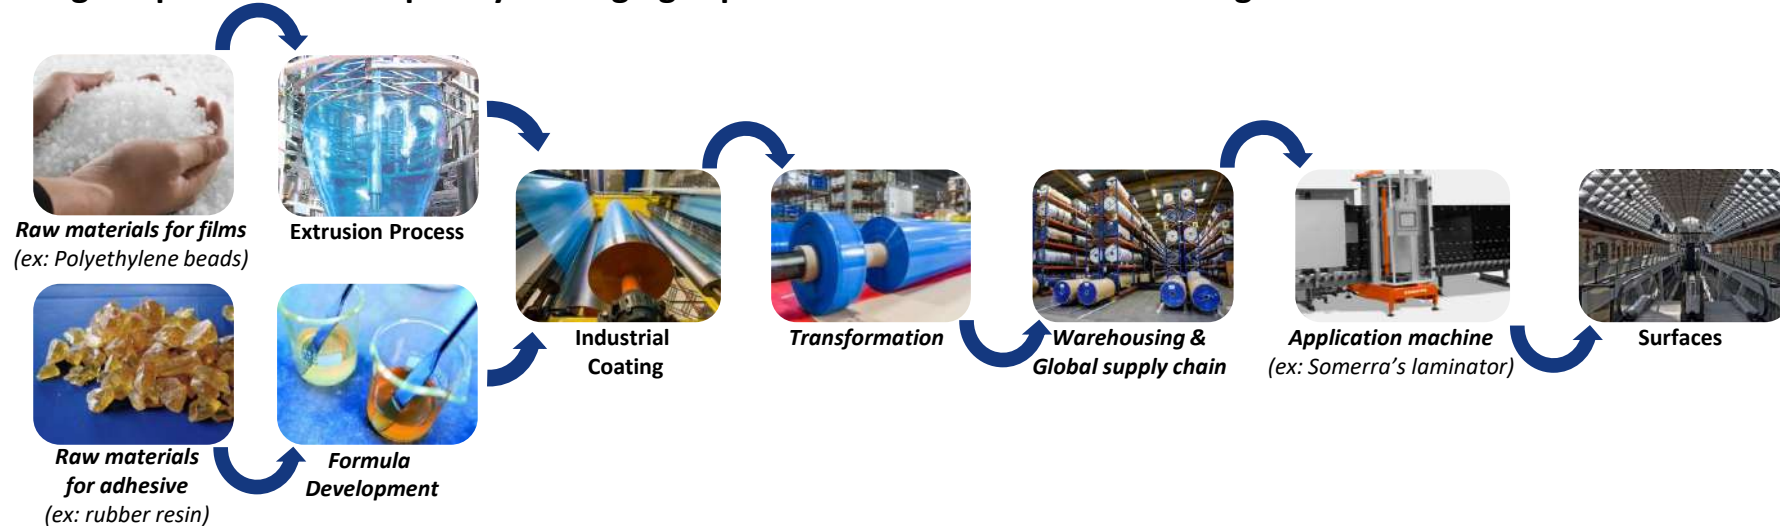 Raw materials for films
(ex: Polyethylene beads)
Extrusion Process
Raw materials
for adhesive
(ex: rubber resin)
Formula
Development
Industrial
Coating
Transformation
Warehousing &
Global supply chain
Application machine
(ex: Somerra's laminator)
Surfaces